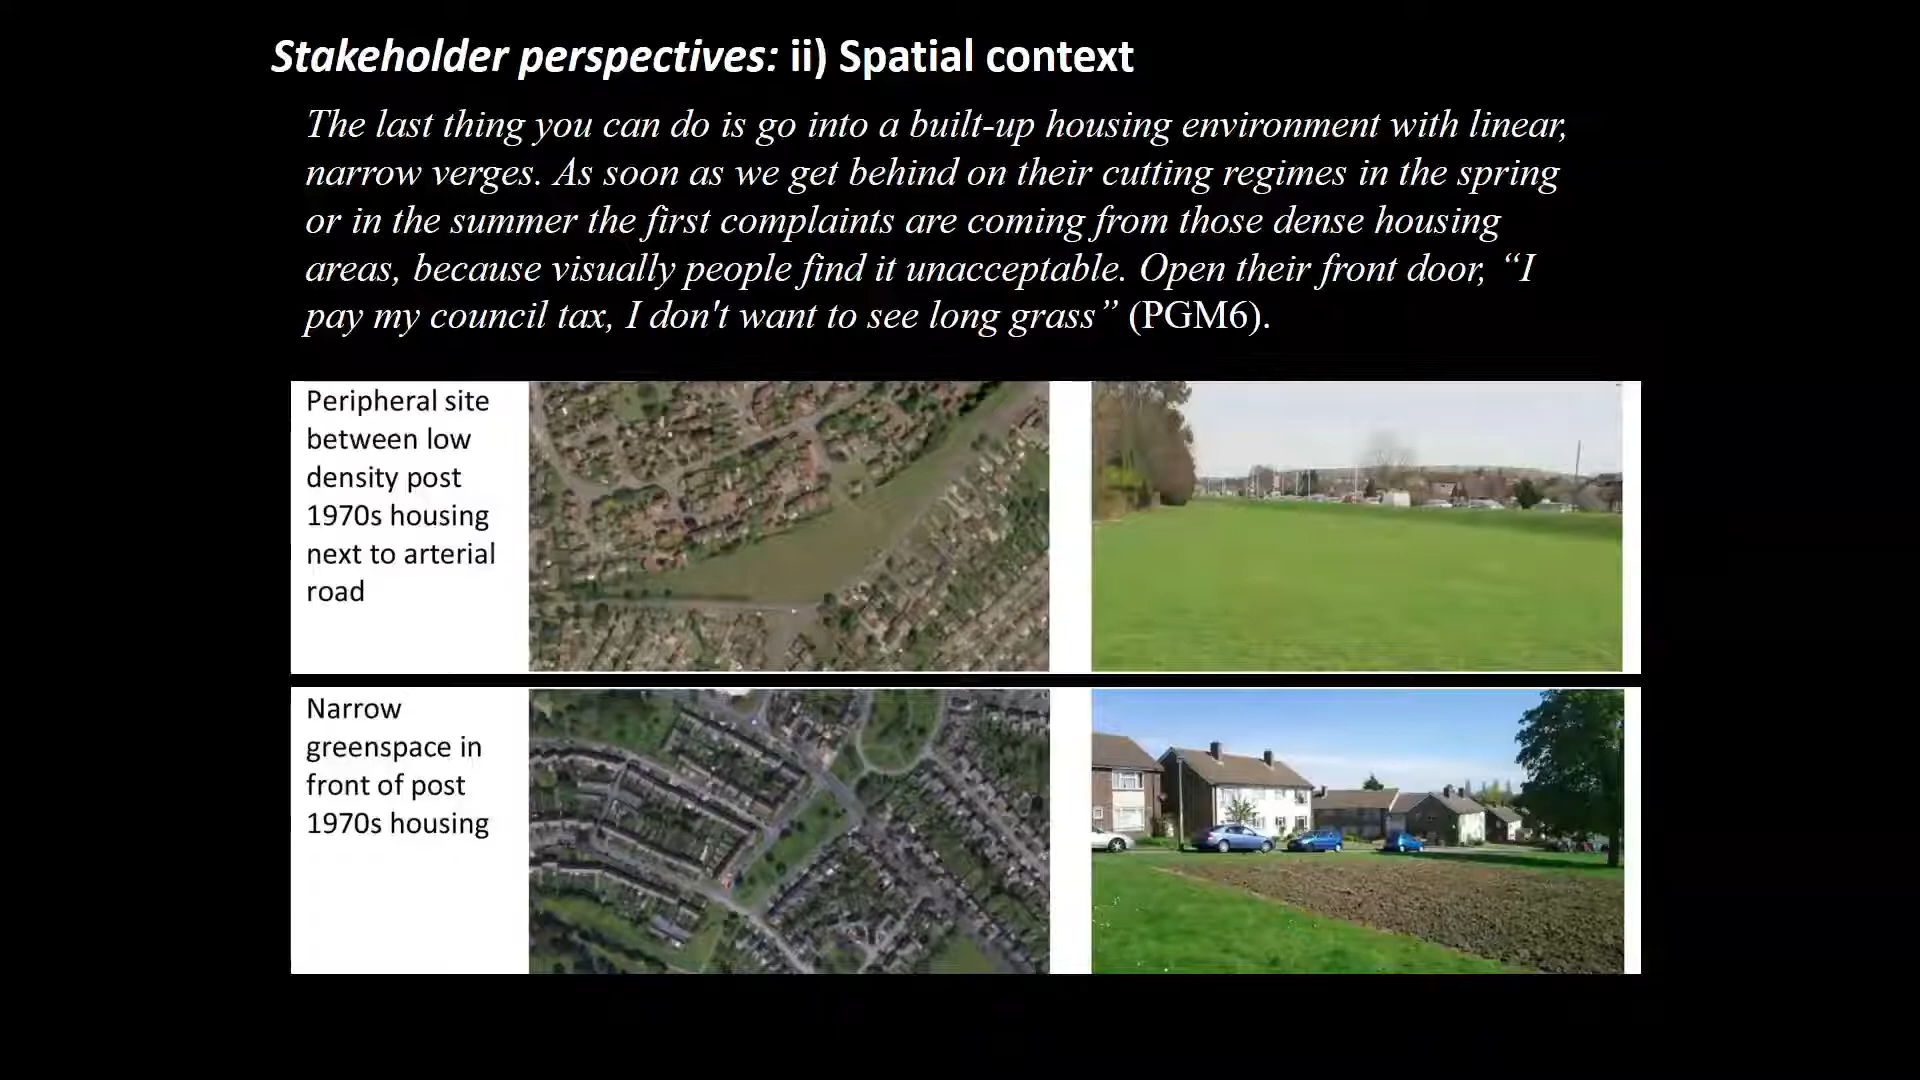 Stakeholder perspectives: ii) Spatial context
The last thing you can do is go into a built-up housing environment with linear,
narrow verges. As soon as we get behind on their cutting regimes in the spring
or in the summer the first complaints are coming from those dense housing
areas, because visually people find it unacceptable. Open their front door, “I
pay my council tax, I don't want to see long grass” (PGM6).
Peripheral site
between low
density post
1970s housing
next to arterial
road
Narrow
greenspace in
front of post
1970s housing